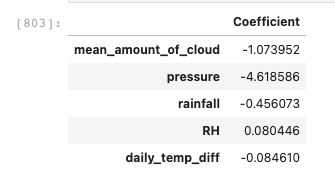 [803]:
Coefficient
mean_amount_of_cloud -1.073952
pressure -4.618586
rainfall -0.456073
RH 0.080446
daily_temp_diff -0.084610